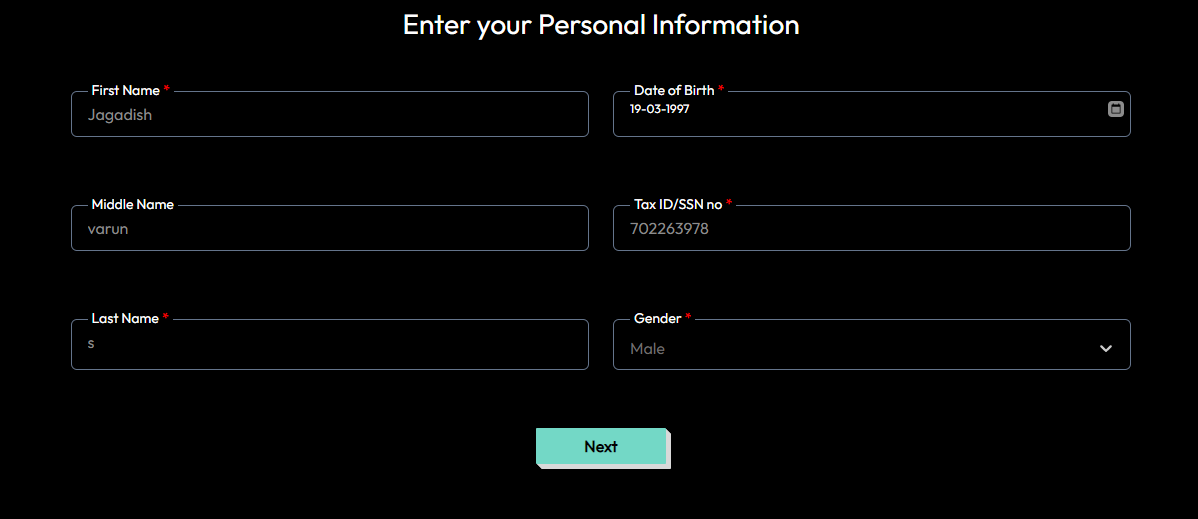 Enter your Personal Information
First Name *
Jagadish
Date of Birth *
19-03-1997
Middle Name
varun
Tax ID/SSN no *
702263978
Last Name *
s
Gender *
Male
Next